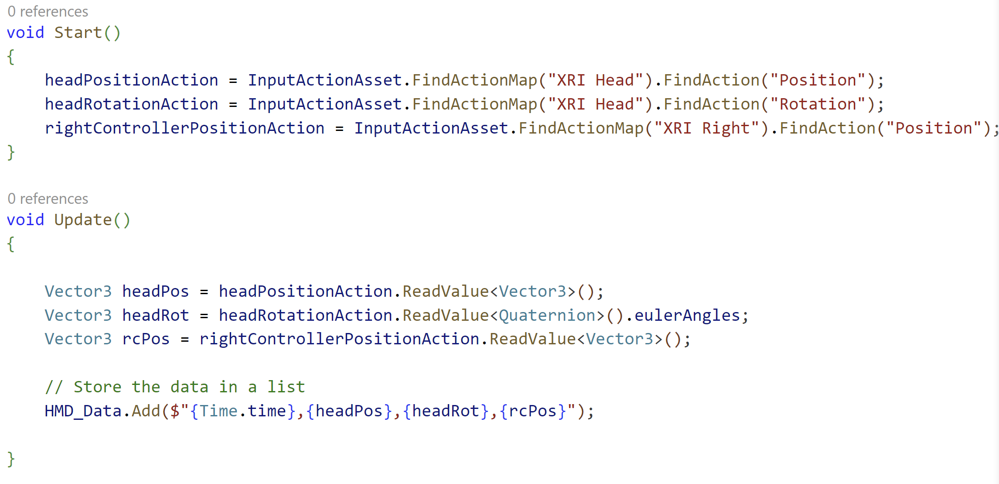 0 references
void Start()
{
    headPositionAction = InputActionAsset.FindActionMap("XRI Head").FindAction("Position");
    headRotationAction = InputActionAsset.FindActionMap("XRI Head").FindAction("Rotation");
    rightControllerPositionAction = InputActionAsset.FindActionMap("XRI Right").FindAction("Position");
}
0 references
void Update()
{
    Vector3 headPos = headPositionAction.ReadValue<Vector3>();
    Vector3 headRot = headRotationAction.ReadValue<Quaternion>().eulerAngles;
    Vector3 rcPos = rightControllerPositionAction.ReadValue<Vector3>();
    // Store the data in a list
    HMD_Data.Add($"{Time.time},{headPos},{headRot},{rcPos}");
}